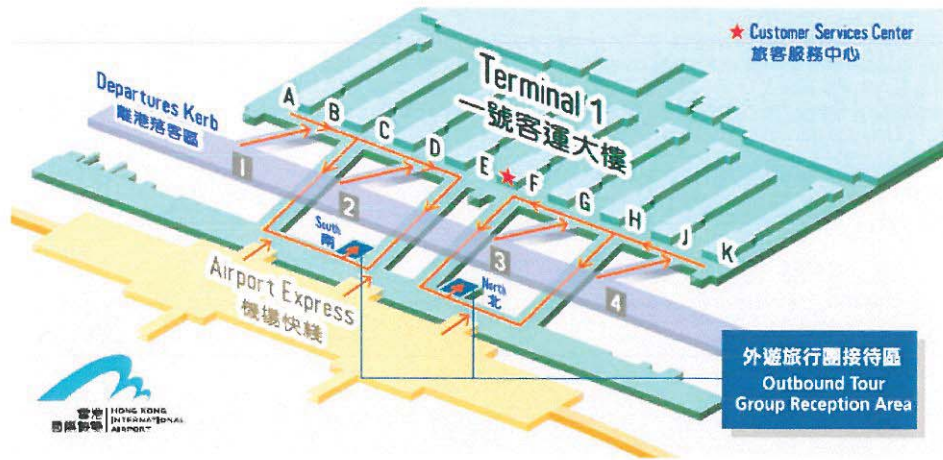 ★ Customer Services Center
旅客服務中心
Terminal 1
一號客運大樓
Departures Kerb
離港落客區
A
B
C
D
E
F
G
H
J
K
1
2
3
4
South
南
North
北
Airport Express
機場快綫
外遊旅行團接待區
Outbound Tour
Group Reception Area
香港
國際機場
HONG KONG
INTERNATIONAL
AIRPORT